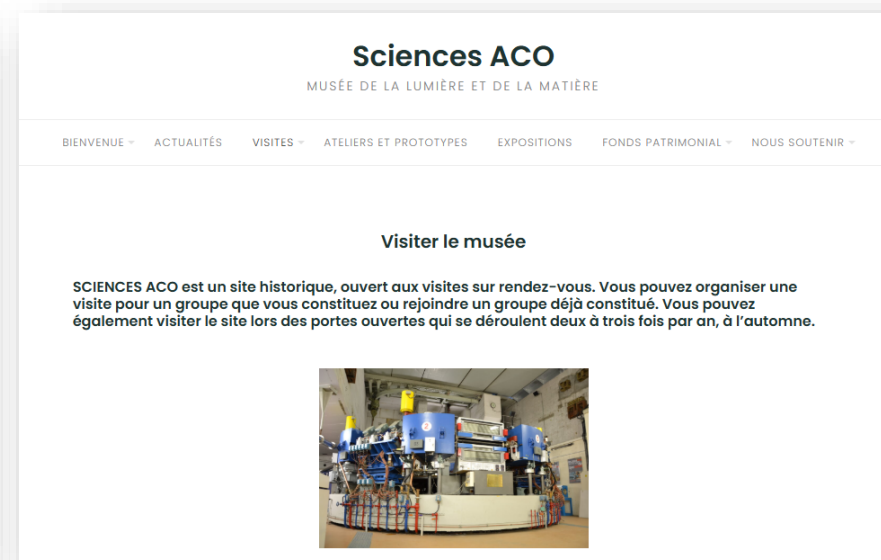 Sciences ACO
MUSÉE DE LA LUMIÈRE ET DE LA MATIÈRE
BIENVENUE ACTUALITÉS VISITES ATELIERS ET PROTOTYPES EXPOSITIONS FONDS PATRIMONIAL NOUS SOUTENIR
Visiter le musée
SCIENCES ACO est un site historique, ouvert aux visites sur rendez-vous. Vous pouvez organiser une
visite pour un groupe que vous constituez ou rejoindre un groupe déjà constitué. Vous pouvez
également visiter le site lors des portes ouvertes qui se déroulent deux à trois fois par an, à l’automne.